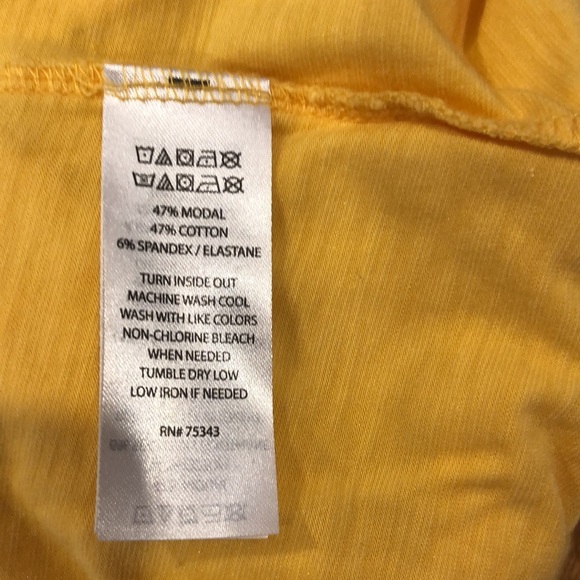 47% MODAL
47% COTTON
6% SPANDEX / ELASTANE
TURN INSIDE OUT
MACHINE WASH COOL
WASH WITH LIKE COLORS
NON-CHLORINE BLEACH
WHEN NEEDED
TUMBLE DRY LOW
LOW IRON IF NEEDED
RN# 75343